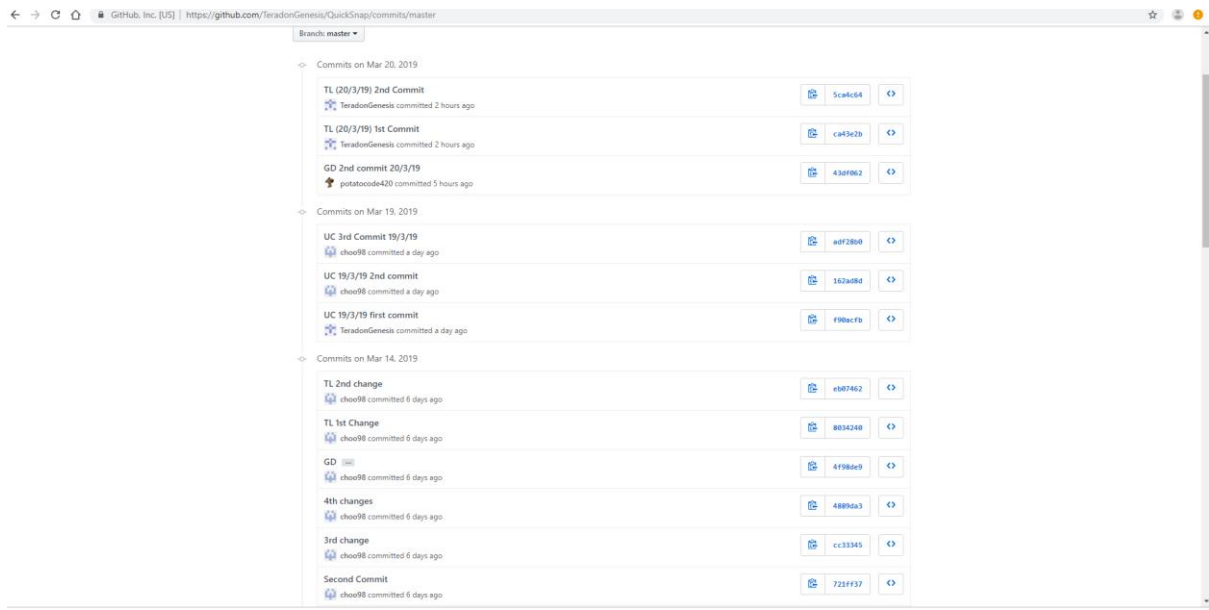 GitHub, Inc. [US] | https://github.com/TeradonGenesis/QuickSnap/commits/master
Branch: master
Commits on Mar 20, 2019
TL (20/3/19) 2nd Commit
5ca4c64
TeradonGenesis committed 2 hours ago
TL (20/3/19) 1st Commit
ca43e2b
TeradonGenesis committed 2 hours ago
GD 2nd commit 20/3/19
43df062
potatocode420 committed 5 hours ago
Commits on Mar 19, 2019
UC 3rd Commit 19/3/19
adf28b0
choo98 committed a day ago
UC 19/3/19 2nd commit
162ad8d
choo98 committed a day ago
UC 19/3/19 first commit
f90acfb
TeradonGenesis committed a day ago
Commits on Mar 14, 2019
TL 2nd change
eb07462
choo98 committed 6 days ago
TL 1st Change
8034240
choo98 committed 6 days ago
GD ...
4f98de9
choo98 committed 6 days ago
4th changes
4889da3
choo98 committed 6 days ago
3rd change
cc33345
choo98 committed 6 days ago
Second Commit
721ff37
choo98 committed 6 days ago